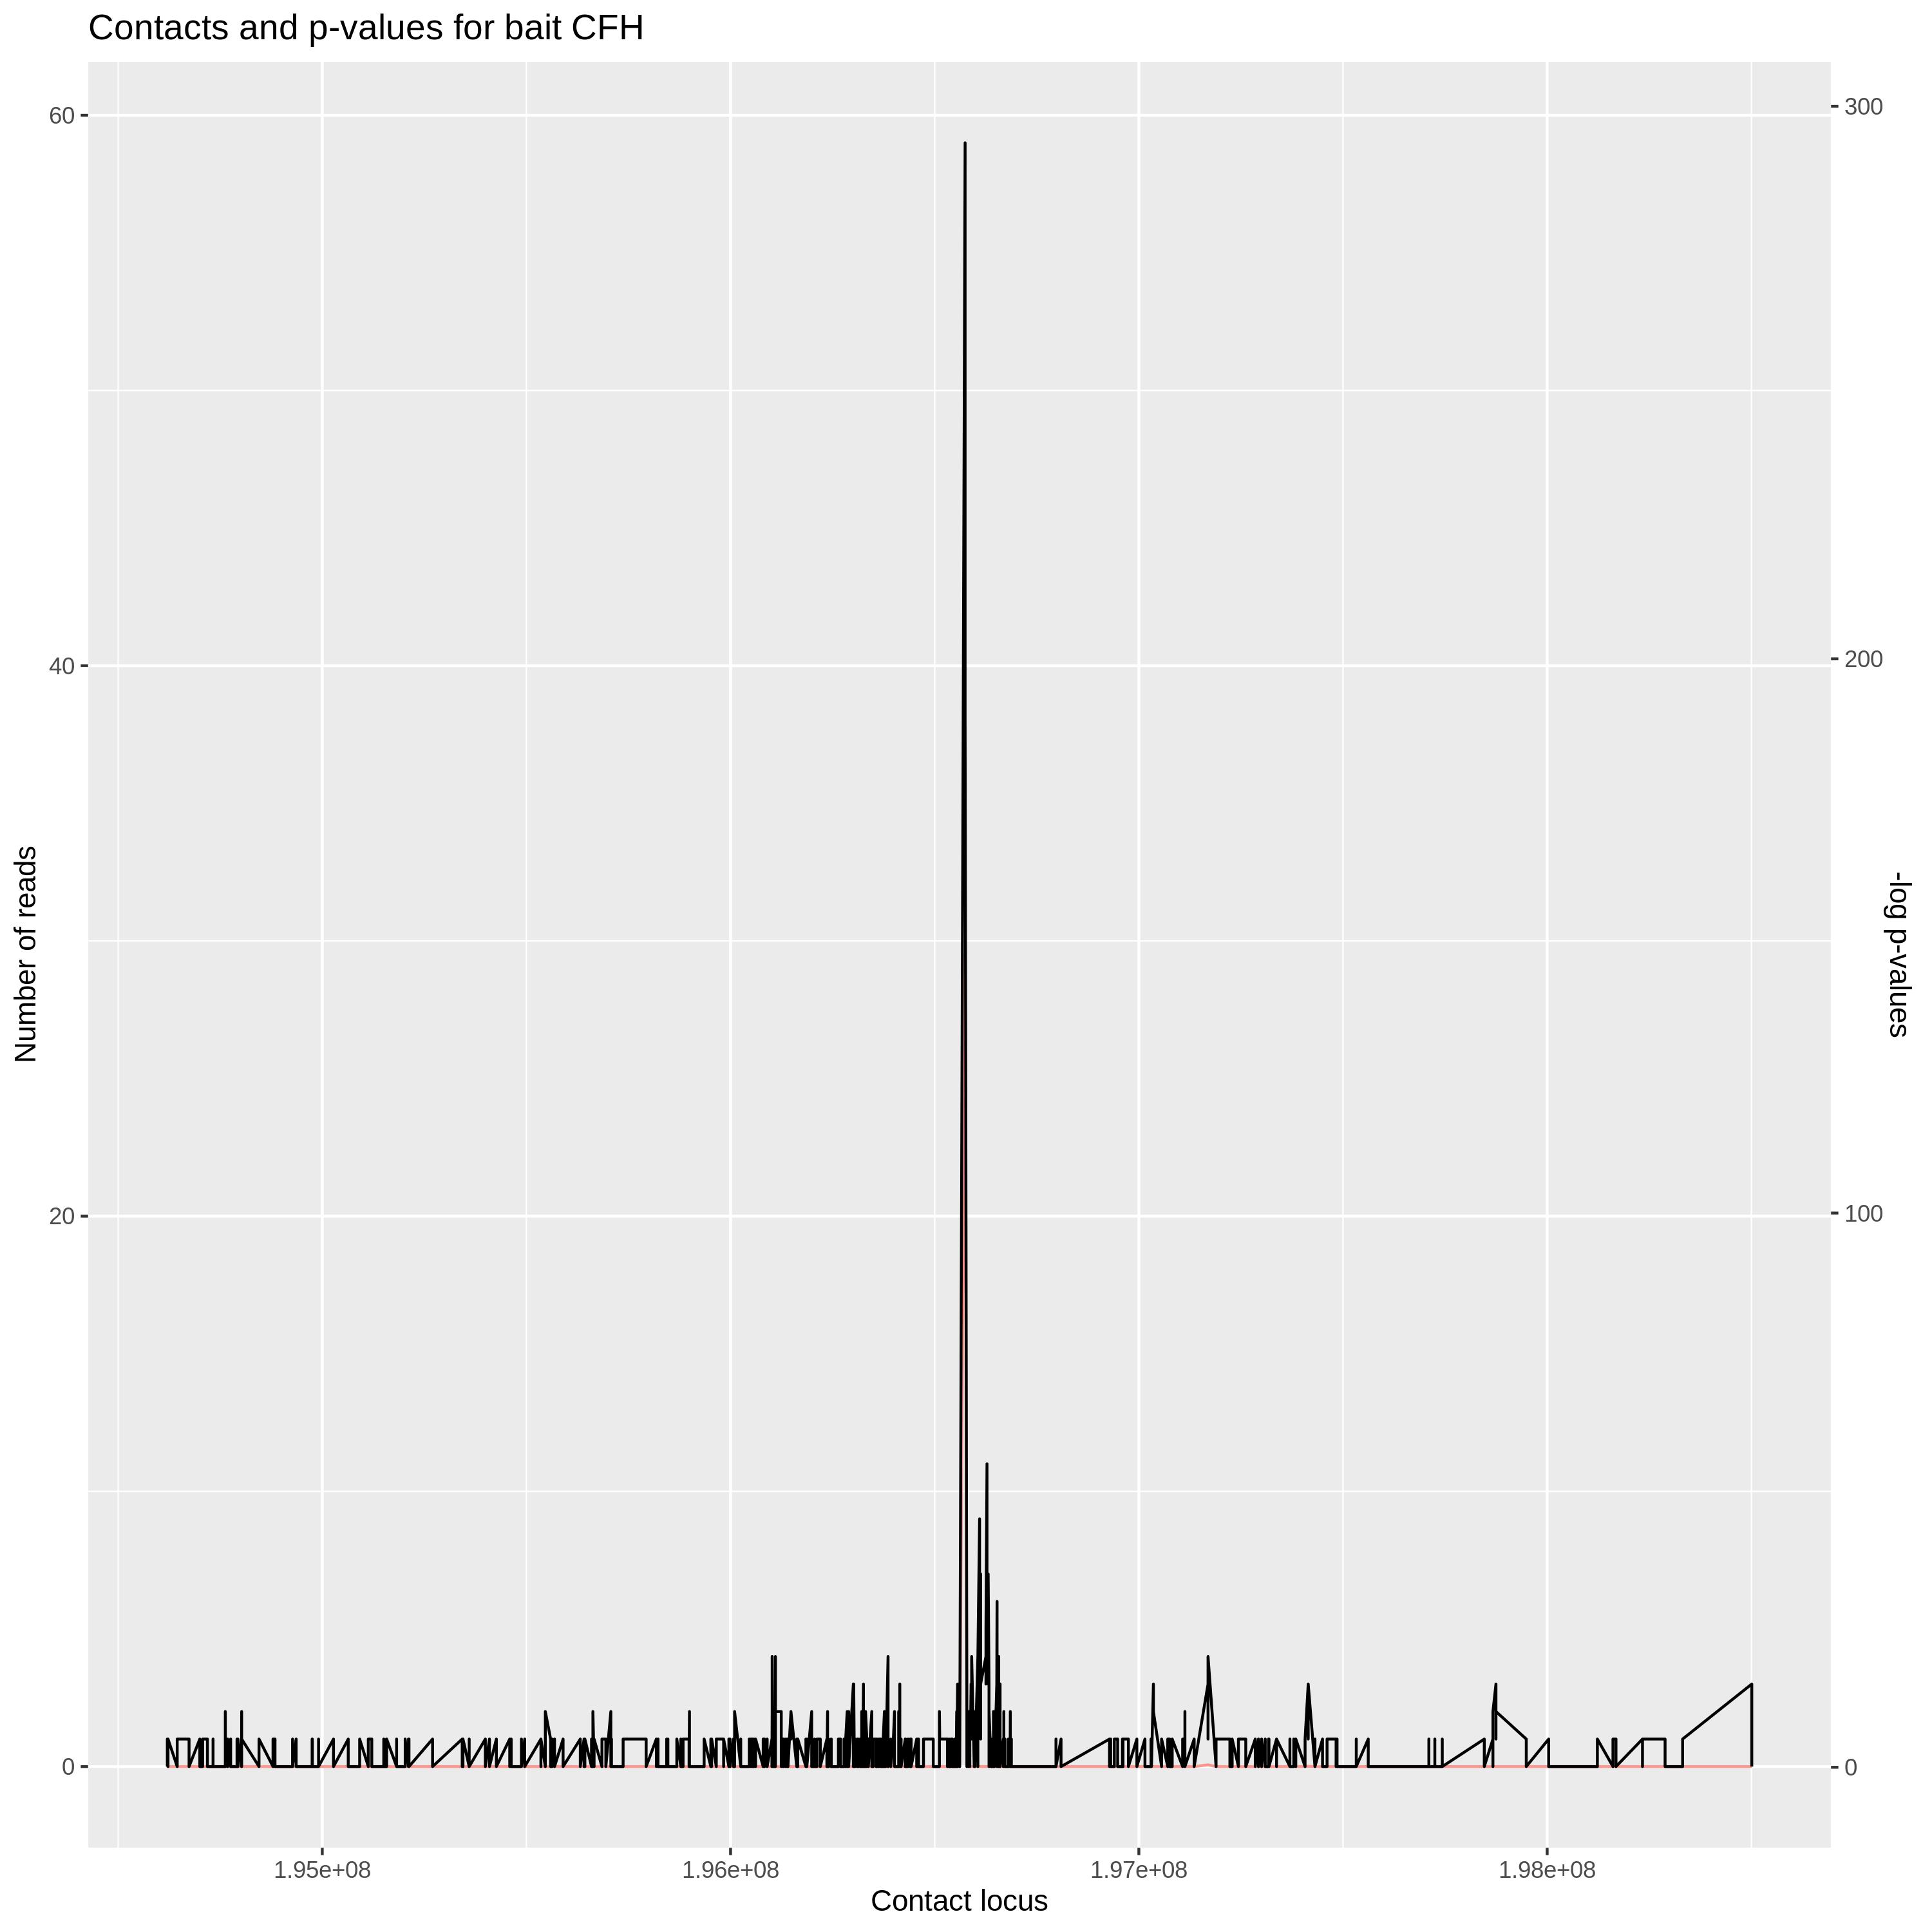 Contacts and p-values for bait CFH
60
40
20
0
Number of reads
300
200
100
0
-log p-values
1.95e+08
1.96e+08
1.97e+08
1.98e+08
Contact locus